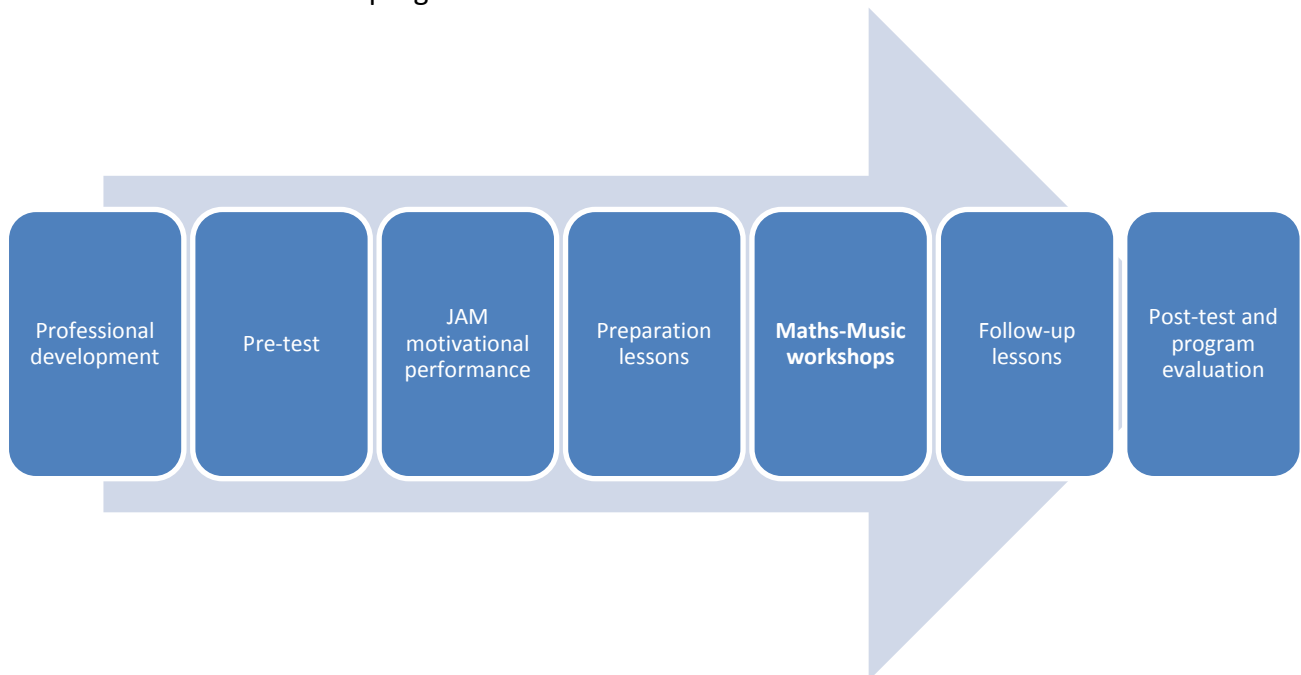 Professional
development
Pre-test
JAM
motivational
performance
Preparation
lessons
Maths-Music
workshops
Follow-up
lessons
Post-test and
program
evaluation